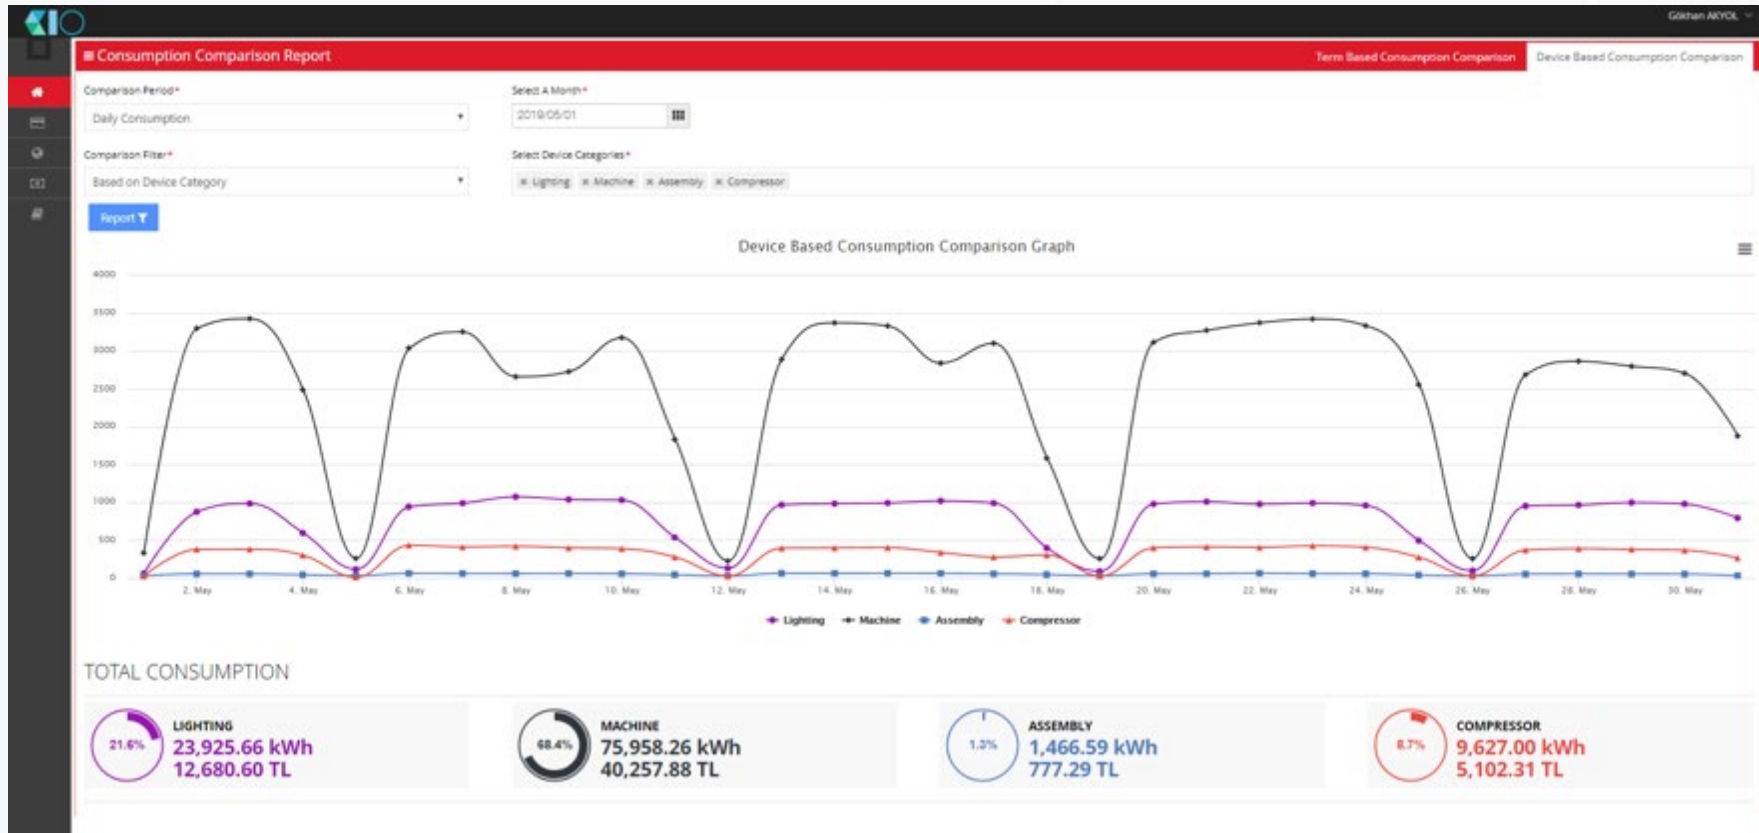 KIO
Gökhan AKYOL
Consumption Comparison Report
Term Based Consumption Comparison
Device Based Consumption Comparison
Comparison Period*
Select A Month*
Daily Consumption
2019/05/01
Comparison Filter*
Select Device Categories*
Based on Device Category
× Lighting × Machine × Assembly × Compressor
Report
Device Based Consumption Comparison Graph
4000
3500
3000
2500
2000
1500
1000
500
0
2. May 4. May 6. May 8. May 10. May 12. May 14. May 16. May 18. May 20. May 22. May 24. May 26. May 28. May 30. May
Lighting Machine Assembly Compressor
TOTAL CONSUMPTION
21.6%
LIGHTING
23,925.66 kWh
12,680.60 TL
68.4%
MACHINE
75,958.26 kWh
40,257.88 TL
1.3%
ASSEMBLY
1,466.59 kWh
777.29 TL
8.7%
COMPRESSOR
9,627.00 kWh
5,102.31 TL